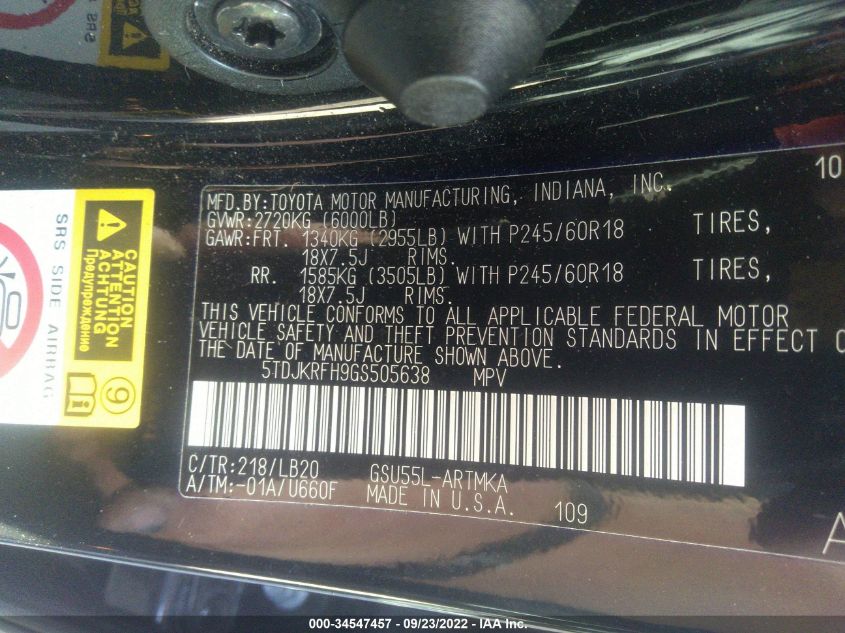 SRS
10
MFD.BY:TOYOTA MOTOR MANUFACTURING, INDIANA, INC.
GVWR:2720KG (6000LB)
GAWR:FRT. 1340KG (2955LB) WITH P245/60R18 TIRES,
18X7.5J RIMS.
RR. 1585KG (3505LB) WITH P245/60R18 TIRES,
18X7.5J RIMS.
THIS VEHICLE CONFORMS TO ALL APPLICABLE FEDERAL MOTOR
VEHICLE SAFETY AND THEFT PREVENTION STANDARDS IN EFFECT O
THE DATE OF MANUFACTURE SHOWN ABOVE.
5TDJKRFH9GS505638 MPV
C/TR:218/LB20 GSU55L-ARTMKA
A/TM:-01A/U660F MADE IN U.S.A. 109
A
SRS SIDE AIRBAG
CAUTION
ATTENTION
ACHTUNG
Предупреждение
9
000-34547457 - 09/23/2022 - IAA Inc.